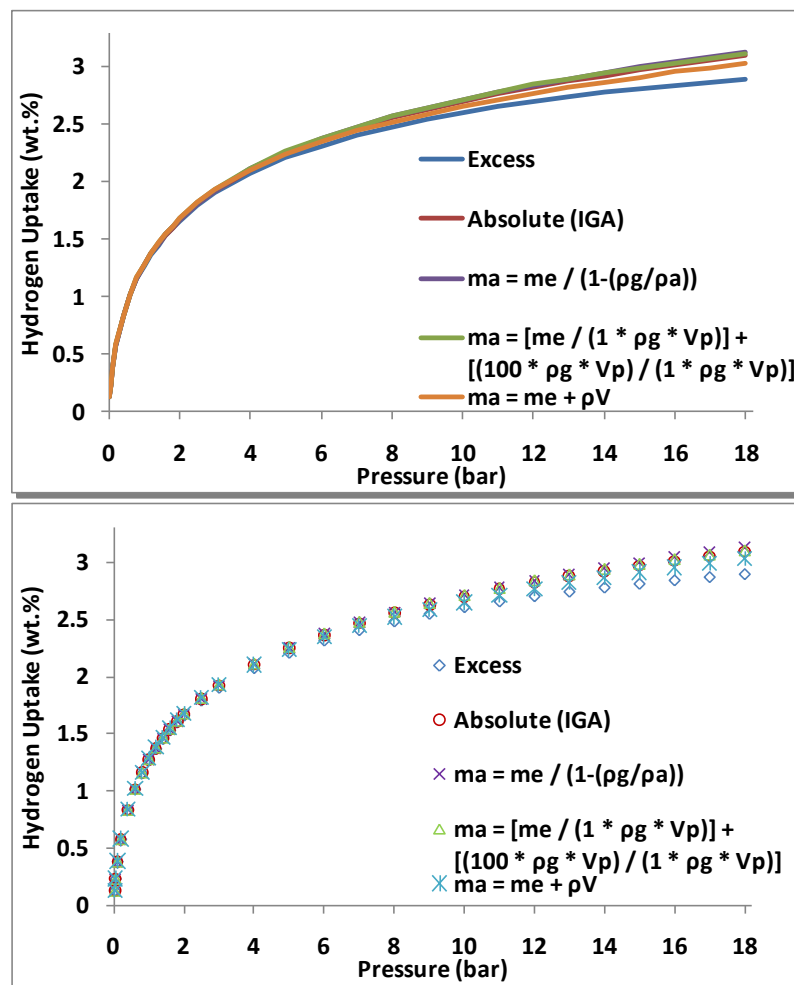 3
2.5
2
1.5
1
0.5
0
Hydrogen Uptake (wt.%)
Excess
Absolute (IGA)
ma = me / (1-(ρg/ρa))
ma = [me / (1 * ρg * Vp)] +
[(100 * ρg * Vp) / (1 * ρg * Vp)]
ma = me + ρV
0 2 4 6 8 10 12 14 16 18
Pressure (bar)
3
2.5
2
1.5
1
0.5
0
Hydrogen Uptake (wt.%)
Excess
Absolute (IGA)
ma = me / (1-(ρg/ρa))
ma = [me / (1 * ρg * Vp)] +
[(100 * ρg * Vp) / (1 * ρg * Vp)]
ma = me + ρV
0 2 4 6 8 10 12 14 16 18
Pressure (bar)